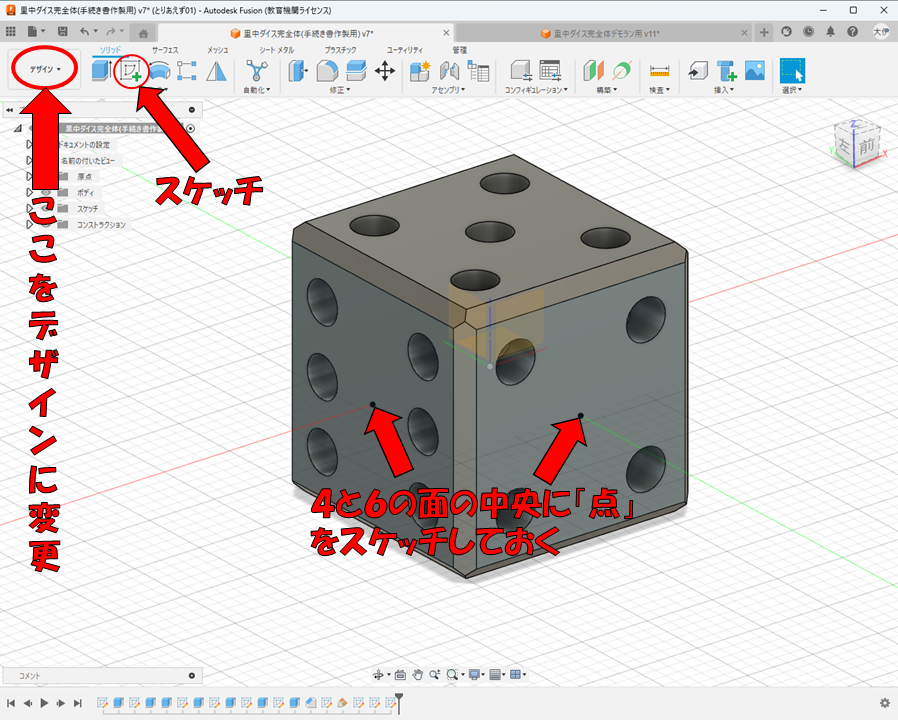 里中ダイス完全体(手続き書作製用) v7* (とりあえず01) - Autodesk Fusion (教育機関ライセンス)
里中ダイス完全体(手続き書作製用) v7*
里中ダイス完全体デモラン用 v11*
大伊
ソリッド サーフェス メッシュ シート メタル プラスチック ユーティリティ 管理
デザイン
自動化 修正 アセンブリ コンフィギュレーション 構築 検査 挿入 選択
里中ダイス完全体(手続き書作製
ドキュメントの設定
名前の付いたビュー
原点
ボディ
スケッチ
コンストラクション
スケッチ
ここをデザインに変更
Z
左 前
X
4と6の面の中央に「点」
をスケッチしておく
コメント